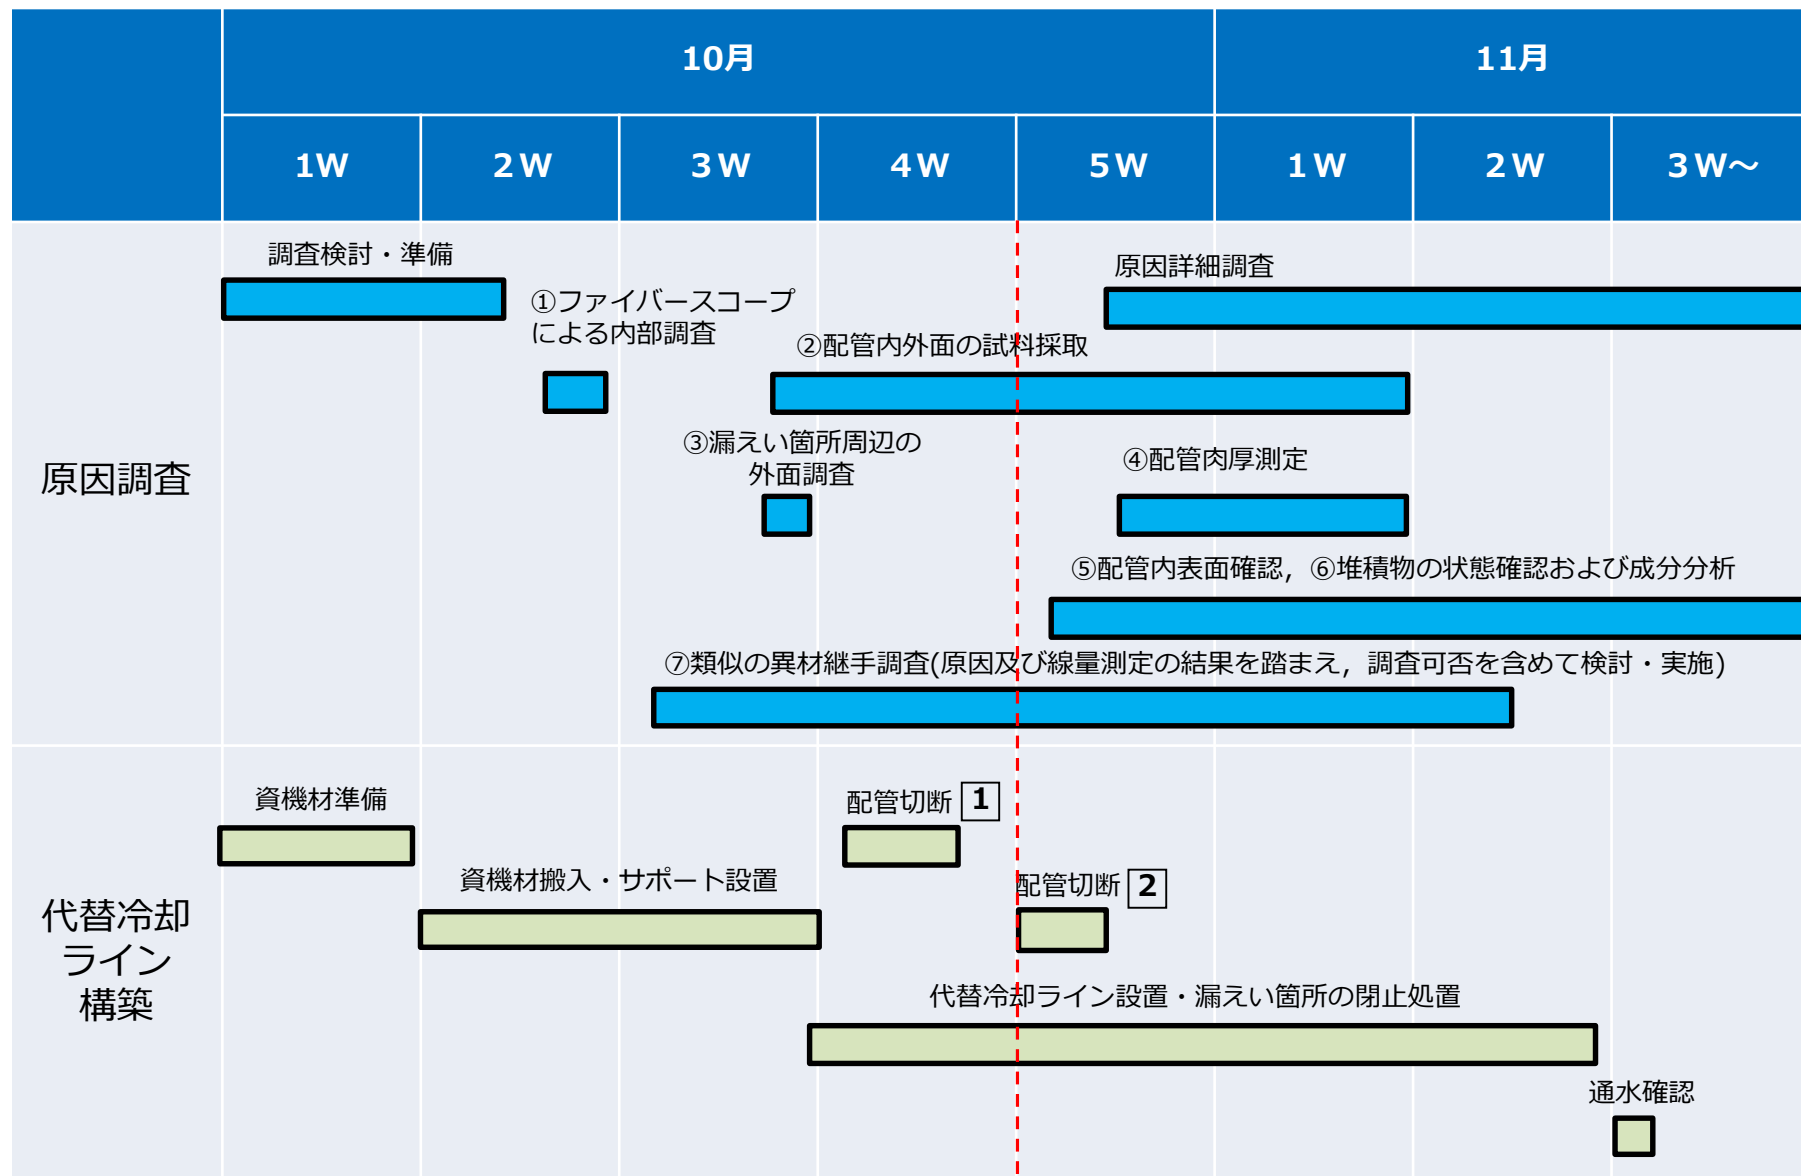 10月
11月
1W
２W
３W
４W
５W
１W
２W
３W～
原因調査
調査検討・準備
①ファイバースコープ
による内部調査
②配管内外面の試料採取
原因詳細調査
③漏えい箇所周辺の
外面調査
④配管肉厚測定
⑤配管内表面確認，⑥堆積物の状態確認および成分分析
⑦類似の異材継手調査(原因及び線量測定の結果を踏まえ，調査可否を含めて検討・実施)
代替冷却
ライン
構築
資機材準備
配管切断 1
資機材搬入・サポート設置
配管切断 2
代替冷却ライン設置・漏えい箇所の閉止処置
通水確認